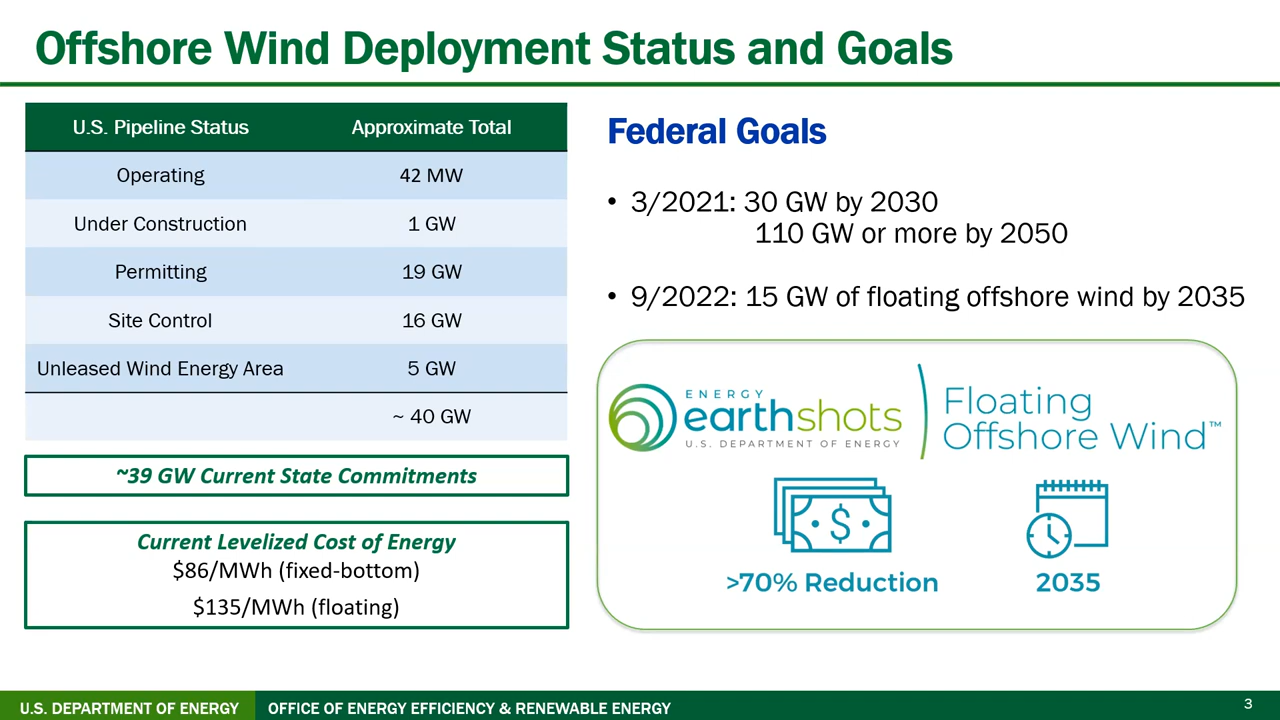 Offshore Wind Deployment Status and Goals
U.S. Pipeline Status Approximate Total
Operating 42 MW
Under Construction 1 GW
Permitting 19 GW
Site Control 16 GW
Unleased Wind Energy Area 5 GW
~ 40 GW
~39 GW Current State Commitments
Current Levelized Cost of Energy
$86/MWh (fixed-bottom)
$135/MWh (floating)
Federal Goals
• 3/2021: 30 GW by 2030
110 GW or more by 2050
• 9/2022: 15 GW of floating offshore wind by 2035
ENERGY
earthshots
U.S. DEPARTMENT OF ENERGY
Floating
Offshore Wind™
$
>70% Reduction
2035
U.S. DEPARTMENT OF ENERGY OFFICE OF ENERGY EFFICIENCY & RENEWABLE ENERGY
3